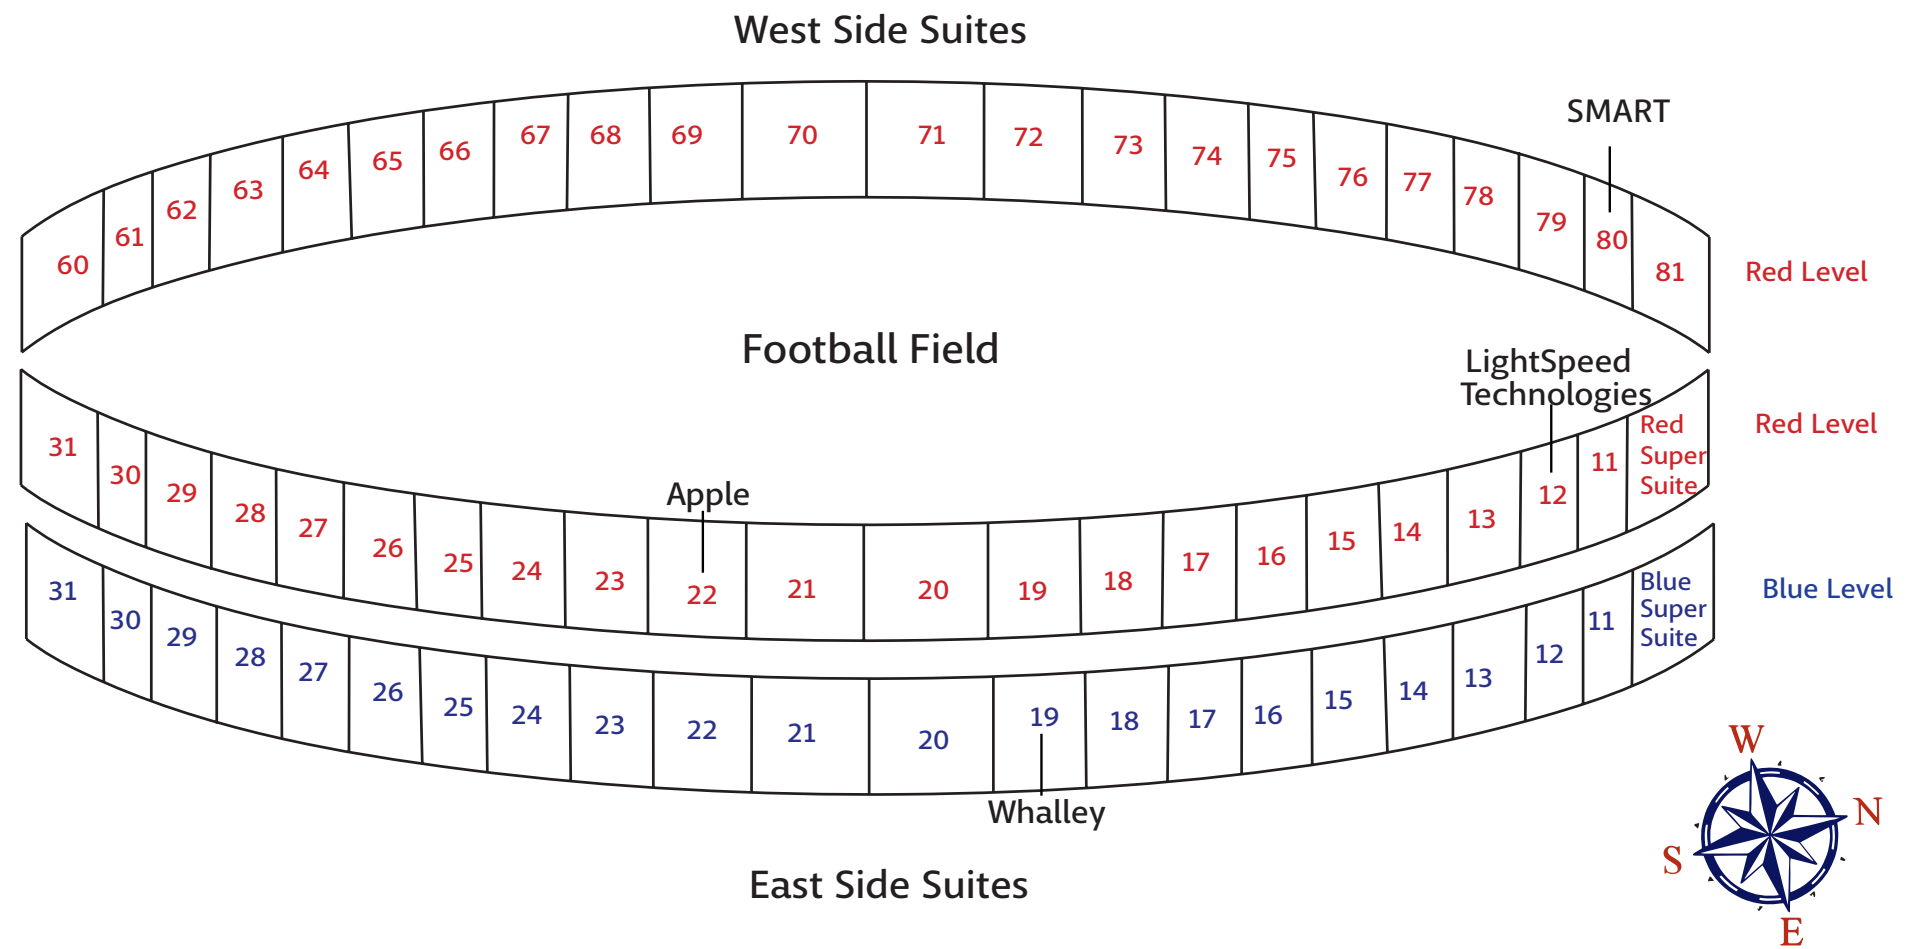 West Side Suites
SMART
60 61 62 63 64 65 66 67 68 69 70 71 72 73 74 75 76 77 78 79 80 81
Red Level
Football Field
LightSpeed
Technologies
Apple
31 30 29 28 27 26 25 24 23 22 21 20 19 18 17 16 15 14 13 12 11
Red
Super
Suite
Red Level
31 30 29 28 27 26 25 24 23 22 21 20 19 18 17 16 15 14 13 12 11
Blue
Super
Suite
Blue Level
Whalley
East Side Suites
W
N
S
E